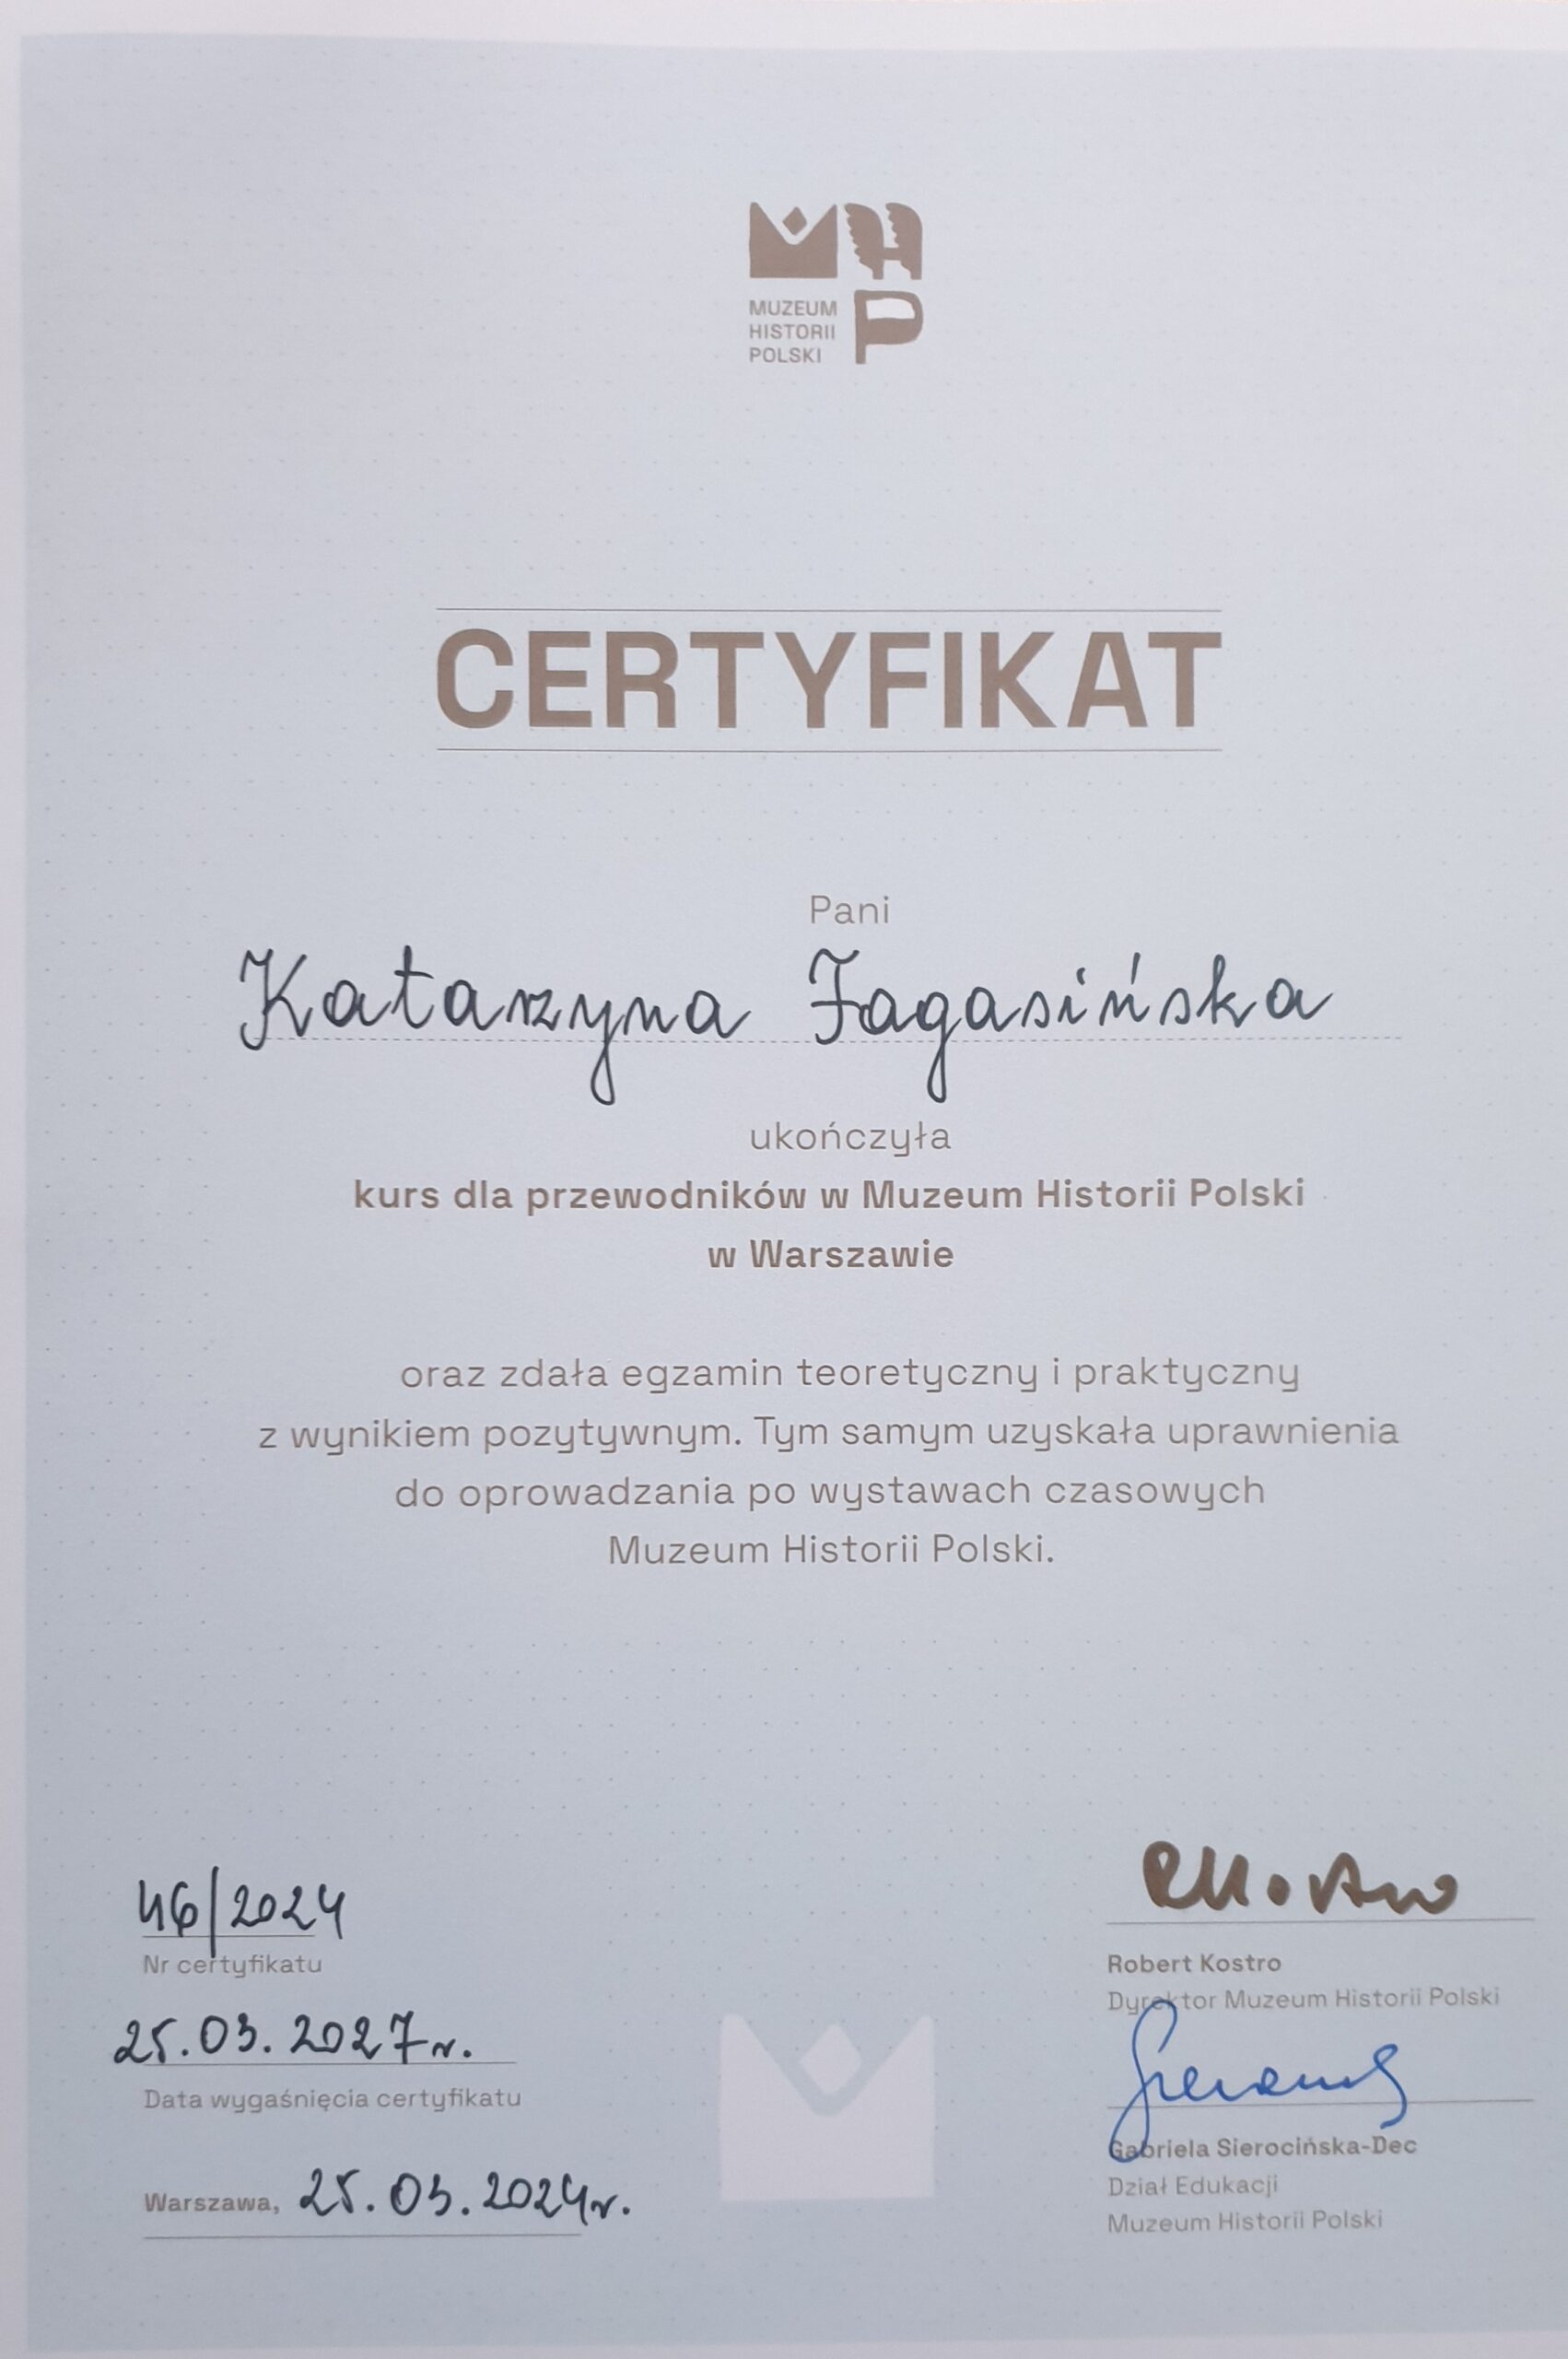 MUZEUM
HISTORII
POLSKI
CERTYFIKAT
Pani
Katarzyna Fagasińska
ukończyła
kurs dla przewodników w Muzeum Historii Polski
w Warszawie
oraz zdała egzamin teoretyczny i praktyczny
z wynikiem pozytywnym. Tym samym uzyskała uprawnienia
do oprowadzania po wystawach czasowych
Muzeum Historii Polski.
46/2024
Nr certyfikatu
25.03.2027r.
Data wygaśnięcia certyfikatu
Warszawa, 25.03.2024r.
Robert Kostro
Dyrektor Muzeum Historii Polski
Gabriela Sierocińska-Dec
Dział Edukacji
Muzeum Historii Polski